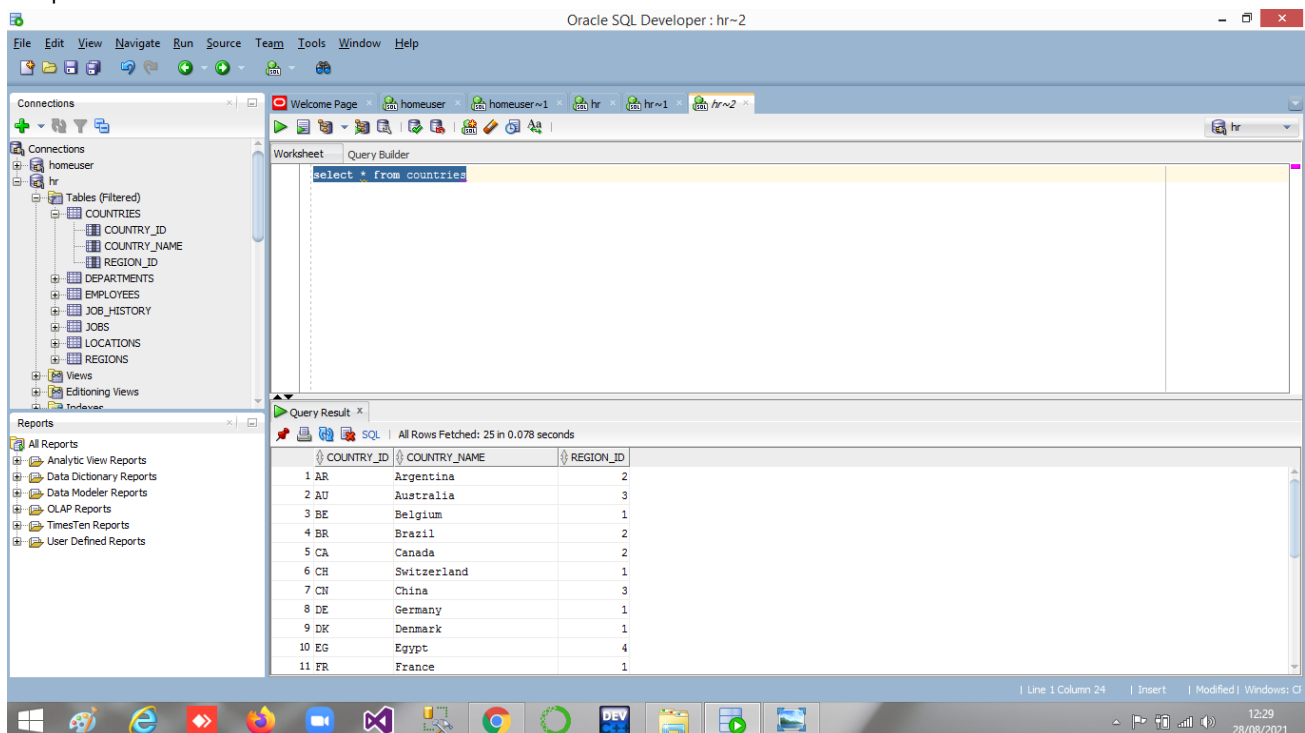 Oracle SQL Developer : hr~2
File Edit View Navigate Run Source Team Tools Window Help
Connections
Connections
homeuser
hr
Tables (Filtered)
COUNTRIES
COUNTRY_ID
COUNTRY_NAME
REGION_ID
DEPARTMENTS
EMPLOYEES
JOB_HISTORY
JOBS
LOCATIONS
REGIONS
Views
Editioning Views
Indexes
Reports
All Reports
Analytic View Reports
Data Dictionary Reports
Data Modeler Reports
OLAP Reports
TimesTen Reports
User Defined Reports
Welcome Page homeuser homeuser~1 hr hr~1 hr~2
hr
Worksheet Query Builder
select * from countries
Query Result
SQL | All Rows Fetched: 25 in 0.078 seconds
COUNTRY_ID COUNTRY_NAME REGION_ID
1 AR Argentina 2
2 AU Australia 3
3 BE Belgium 1
4 BR Brazil 2
5 CA Canada 2
6 CH Switzerland 1
7 CN China 3
8 DE Germany 1
9 DK Denmark 1
10 EG Egypt 4
11 FR France 1
| Line 1 Column 24 | Insert | Modified | Windows:
DEV
12:29
28/08/2021